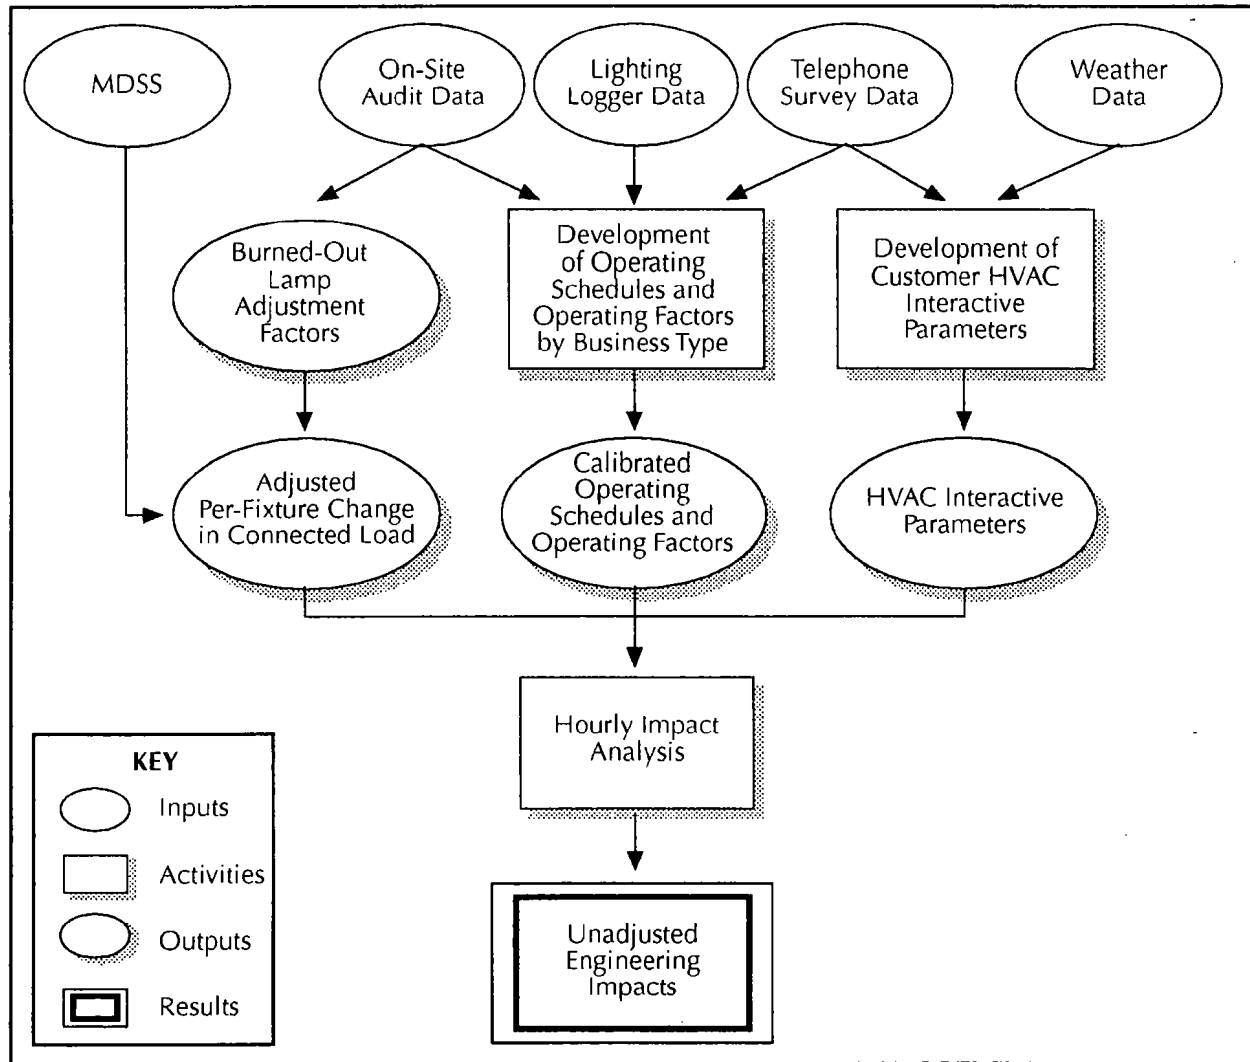 MDSS
On-Site
Audit Data
Lighting
Logger Data
Telephone
Survey Data
Weather
Data
Burned-Out
Lamp
Adjustment
Factors
Development
of Operating
Schedules and
Operating Factors
by Business Type
Development of
Customer HVAC
Interactive
Parameters
Adjusted
Per-Fixture Change
in Connected Load
Calibrated
Operating
Schedules and
Operating Factors
HVAC Interactive
Parameters
Hourly Impact
Analysis
Unadjusted
Engineering
Impacts
KEY
Inputs
Activities
Outputs
Results